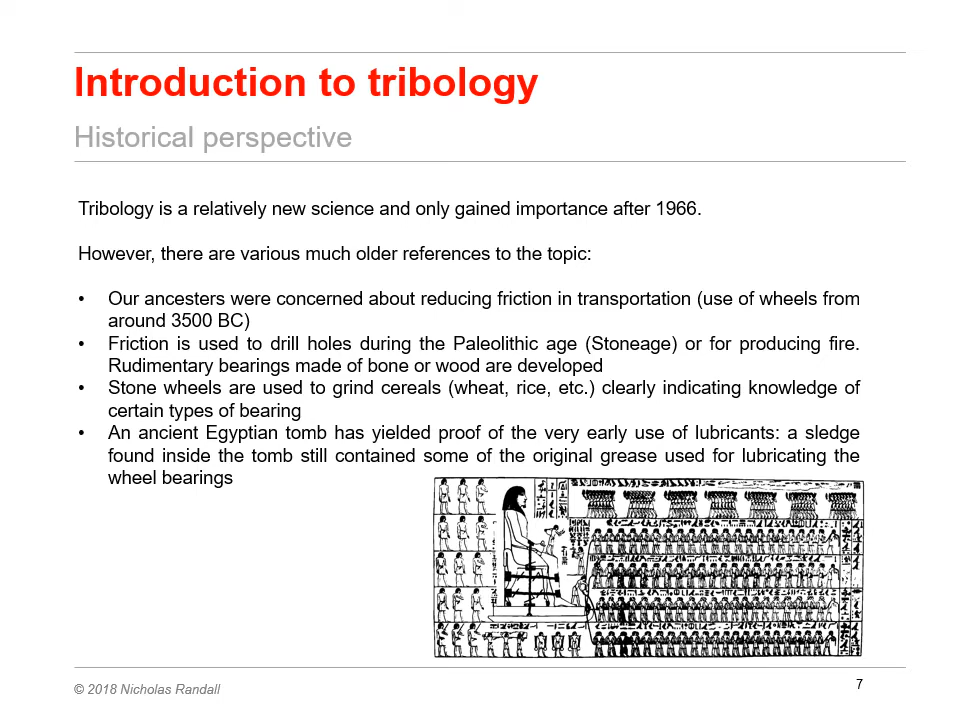 Introduction to tribology
Historical perspective
Tribology is a relatively new science and only gained importance after 1966.
However, there are various much older references to the topic:
• Our ancesters were concerned about reducing friction in transportation (use of wheels from
around 3500 BC)
• Friction is used to drill holes during the Paleolithic age (Stoneage) or for producing fire.
Rudimentary bearings made of bone or wood are developed
• Stone wheels are used to grind cereals (wheat, rice, etc.) clearly indicating knowledge of
certain types of bearing
• An ancient Egyptian tomb has yielded proof of the very early use of lubricants: a sledge
found inside the tomb still contained some of the original grease used for lubricating the
wheel bearings
© 2018 Nicholas Randall
7